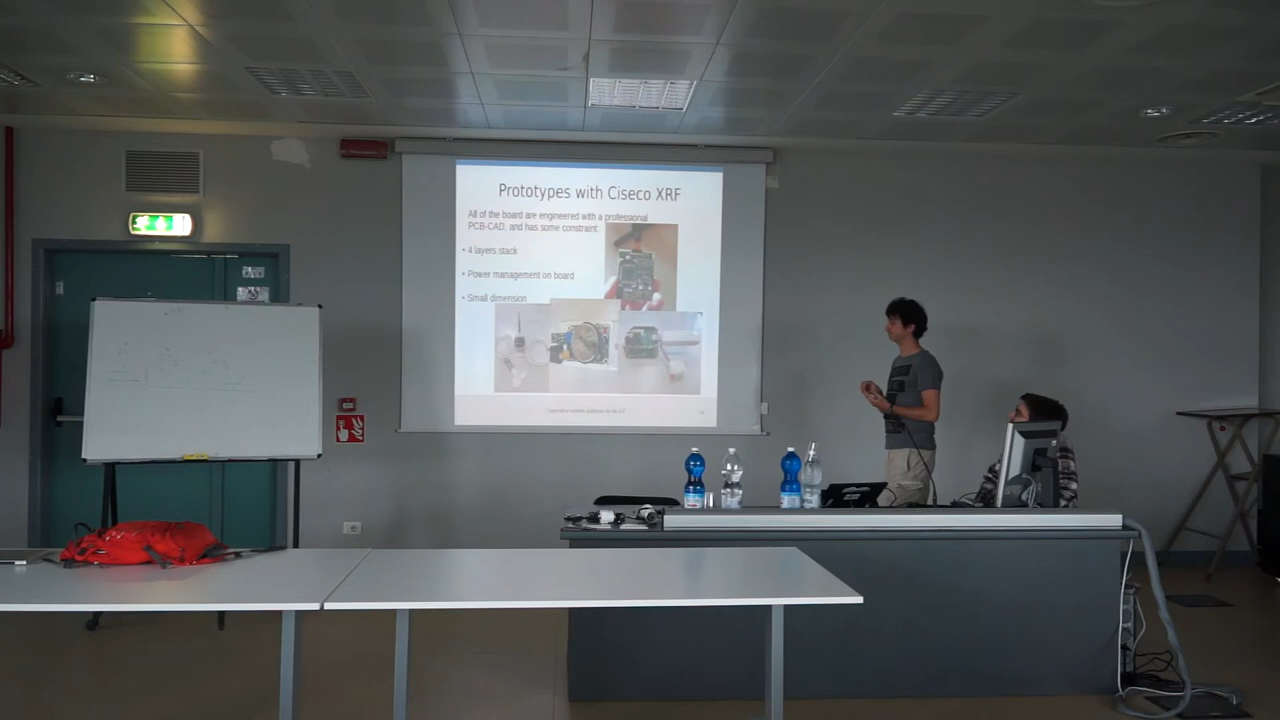 Prototypes with Ciseco XRF
All of the board are engineered with a professional
PCB-CAD, and has some constraint:
• 4 layers stack
• Power management on board
• Small dimension